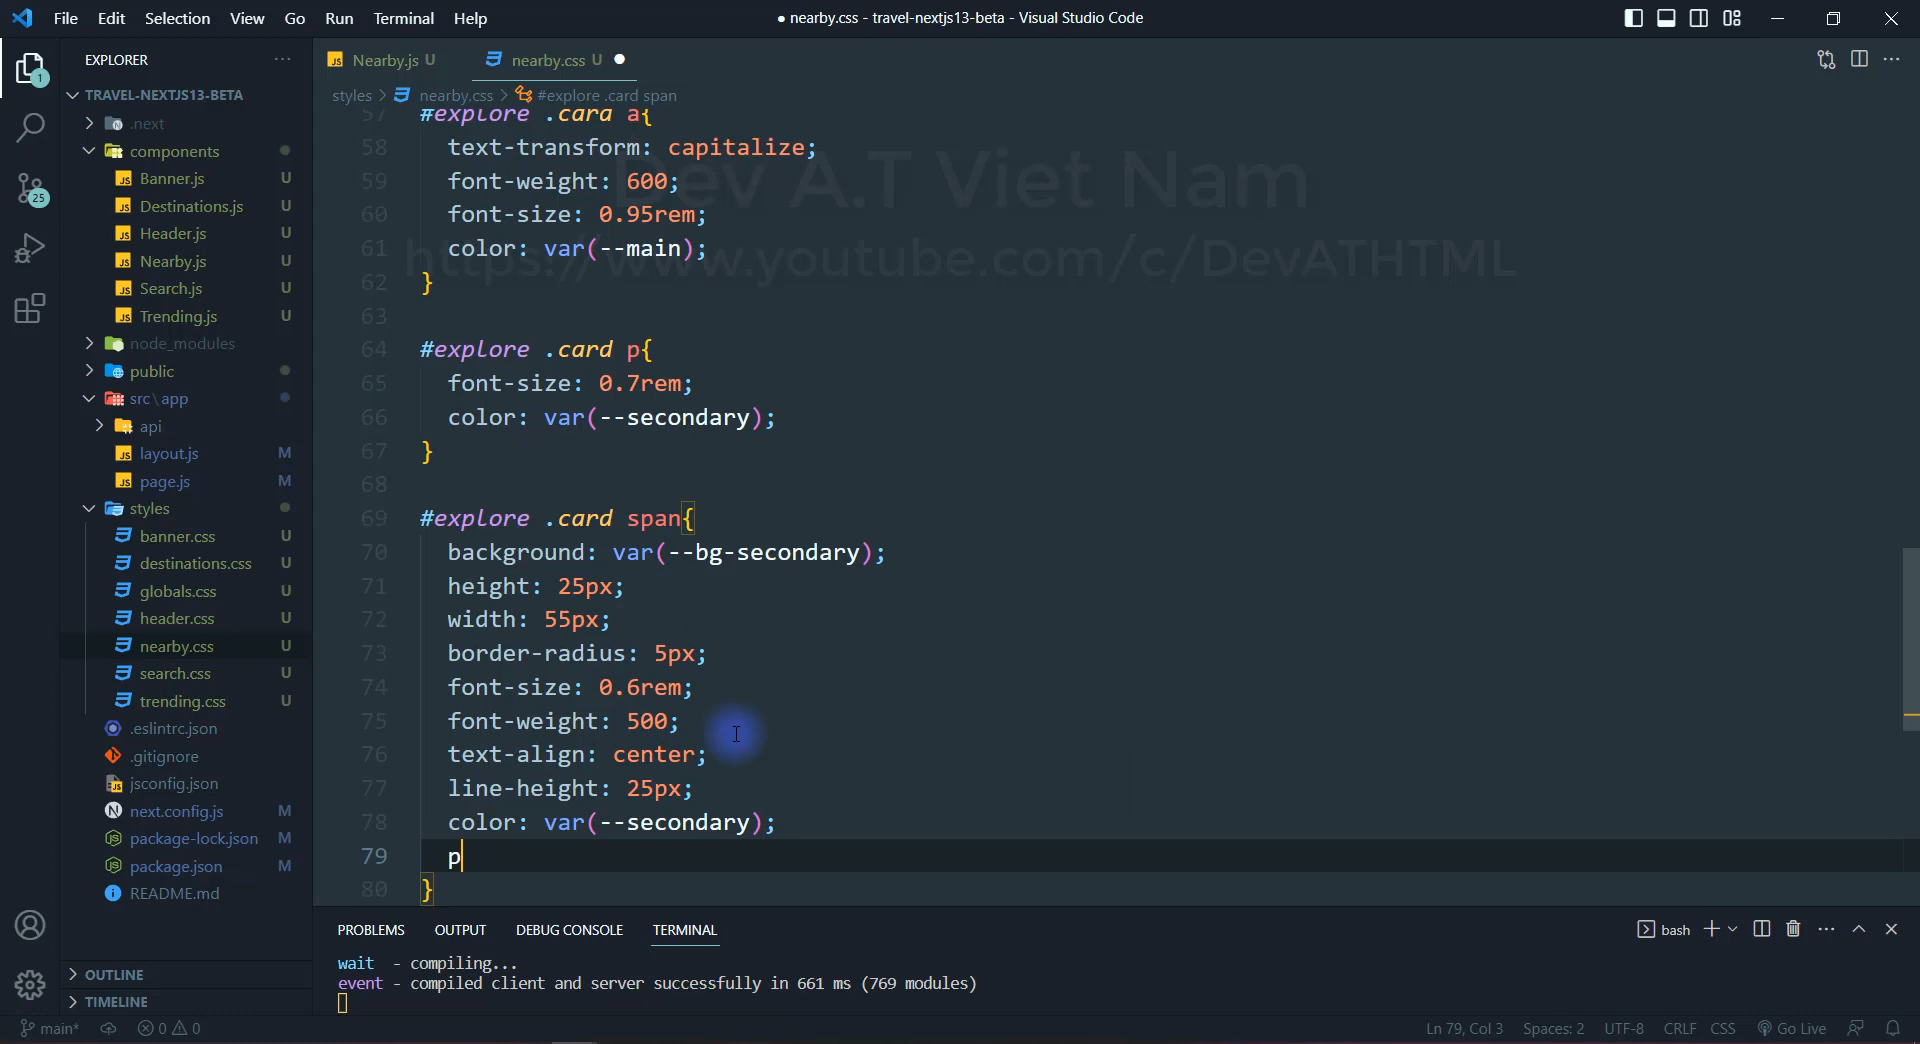 File Edit Selection View Go Run Terminal Help
● nearby.css - travel-nextjs13-beta - Visual Studio Code
EXPLORER
TRAVEL-NEXTJS13-BETA
.next
components
Banner.js U
Destinations.js U
Header.js U
Nearby.js U
Search.js U
Trending.js U
node_modules
public
src\app
api
layout.js M
page.js M
styles
banner.css U
destinations.css U
globals.css U
header.css U
nearby.css U
search.css U
trending.css U
.eslintrc.json
.gitignore
jsconfig.json
next.config.js M
package-lock.json M
package.json M
README.md
OUTLINE
TIMELINE
1
25
Nearby.js U
nearby.css U
styles > nearby.css > #explore .card span
57 #explore .card a{
58 text-transform: capitalize;
59 font-weight: 600;
60 font-size: 0.95rem;
61 color: var(--main);
62 }
63
64 #explore .card p{
65 font-size: 0.7rem;
66 color: var(--secondary);
67 }
68
69 #explore .card span{
70 background: var(--bg-secondary);
71 height: 25px;
72 width: 55px;
73 border-radius: 5px;
74 font-size: 0.6rem;
75 font-weight: 500;
76 text-align: center;
77 line-height: 25px;
78 color: var(--secondary);
79 p
80 }
Dev A.T Viet Nam
https://www.youtube.com/c/DevATHTML
PROBLEMS OUTPUT DEBUG CONSOLE TERMINAL
bash
wait - compiling...
event - compiled client and server successfully in 661 ms (769 modules)
main* 0 0
Ln 79, Col 3 Spaces: 2 UTF-8 CRLF CSS Go Live